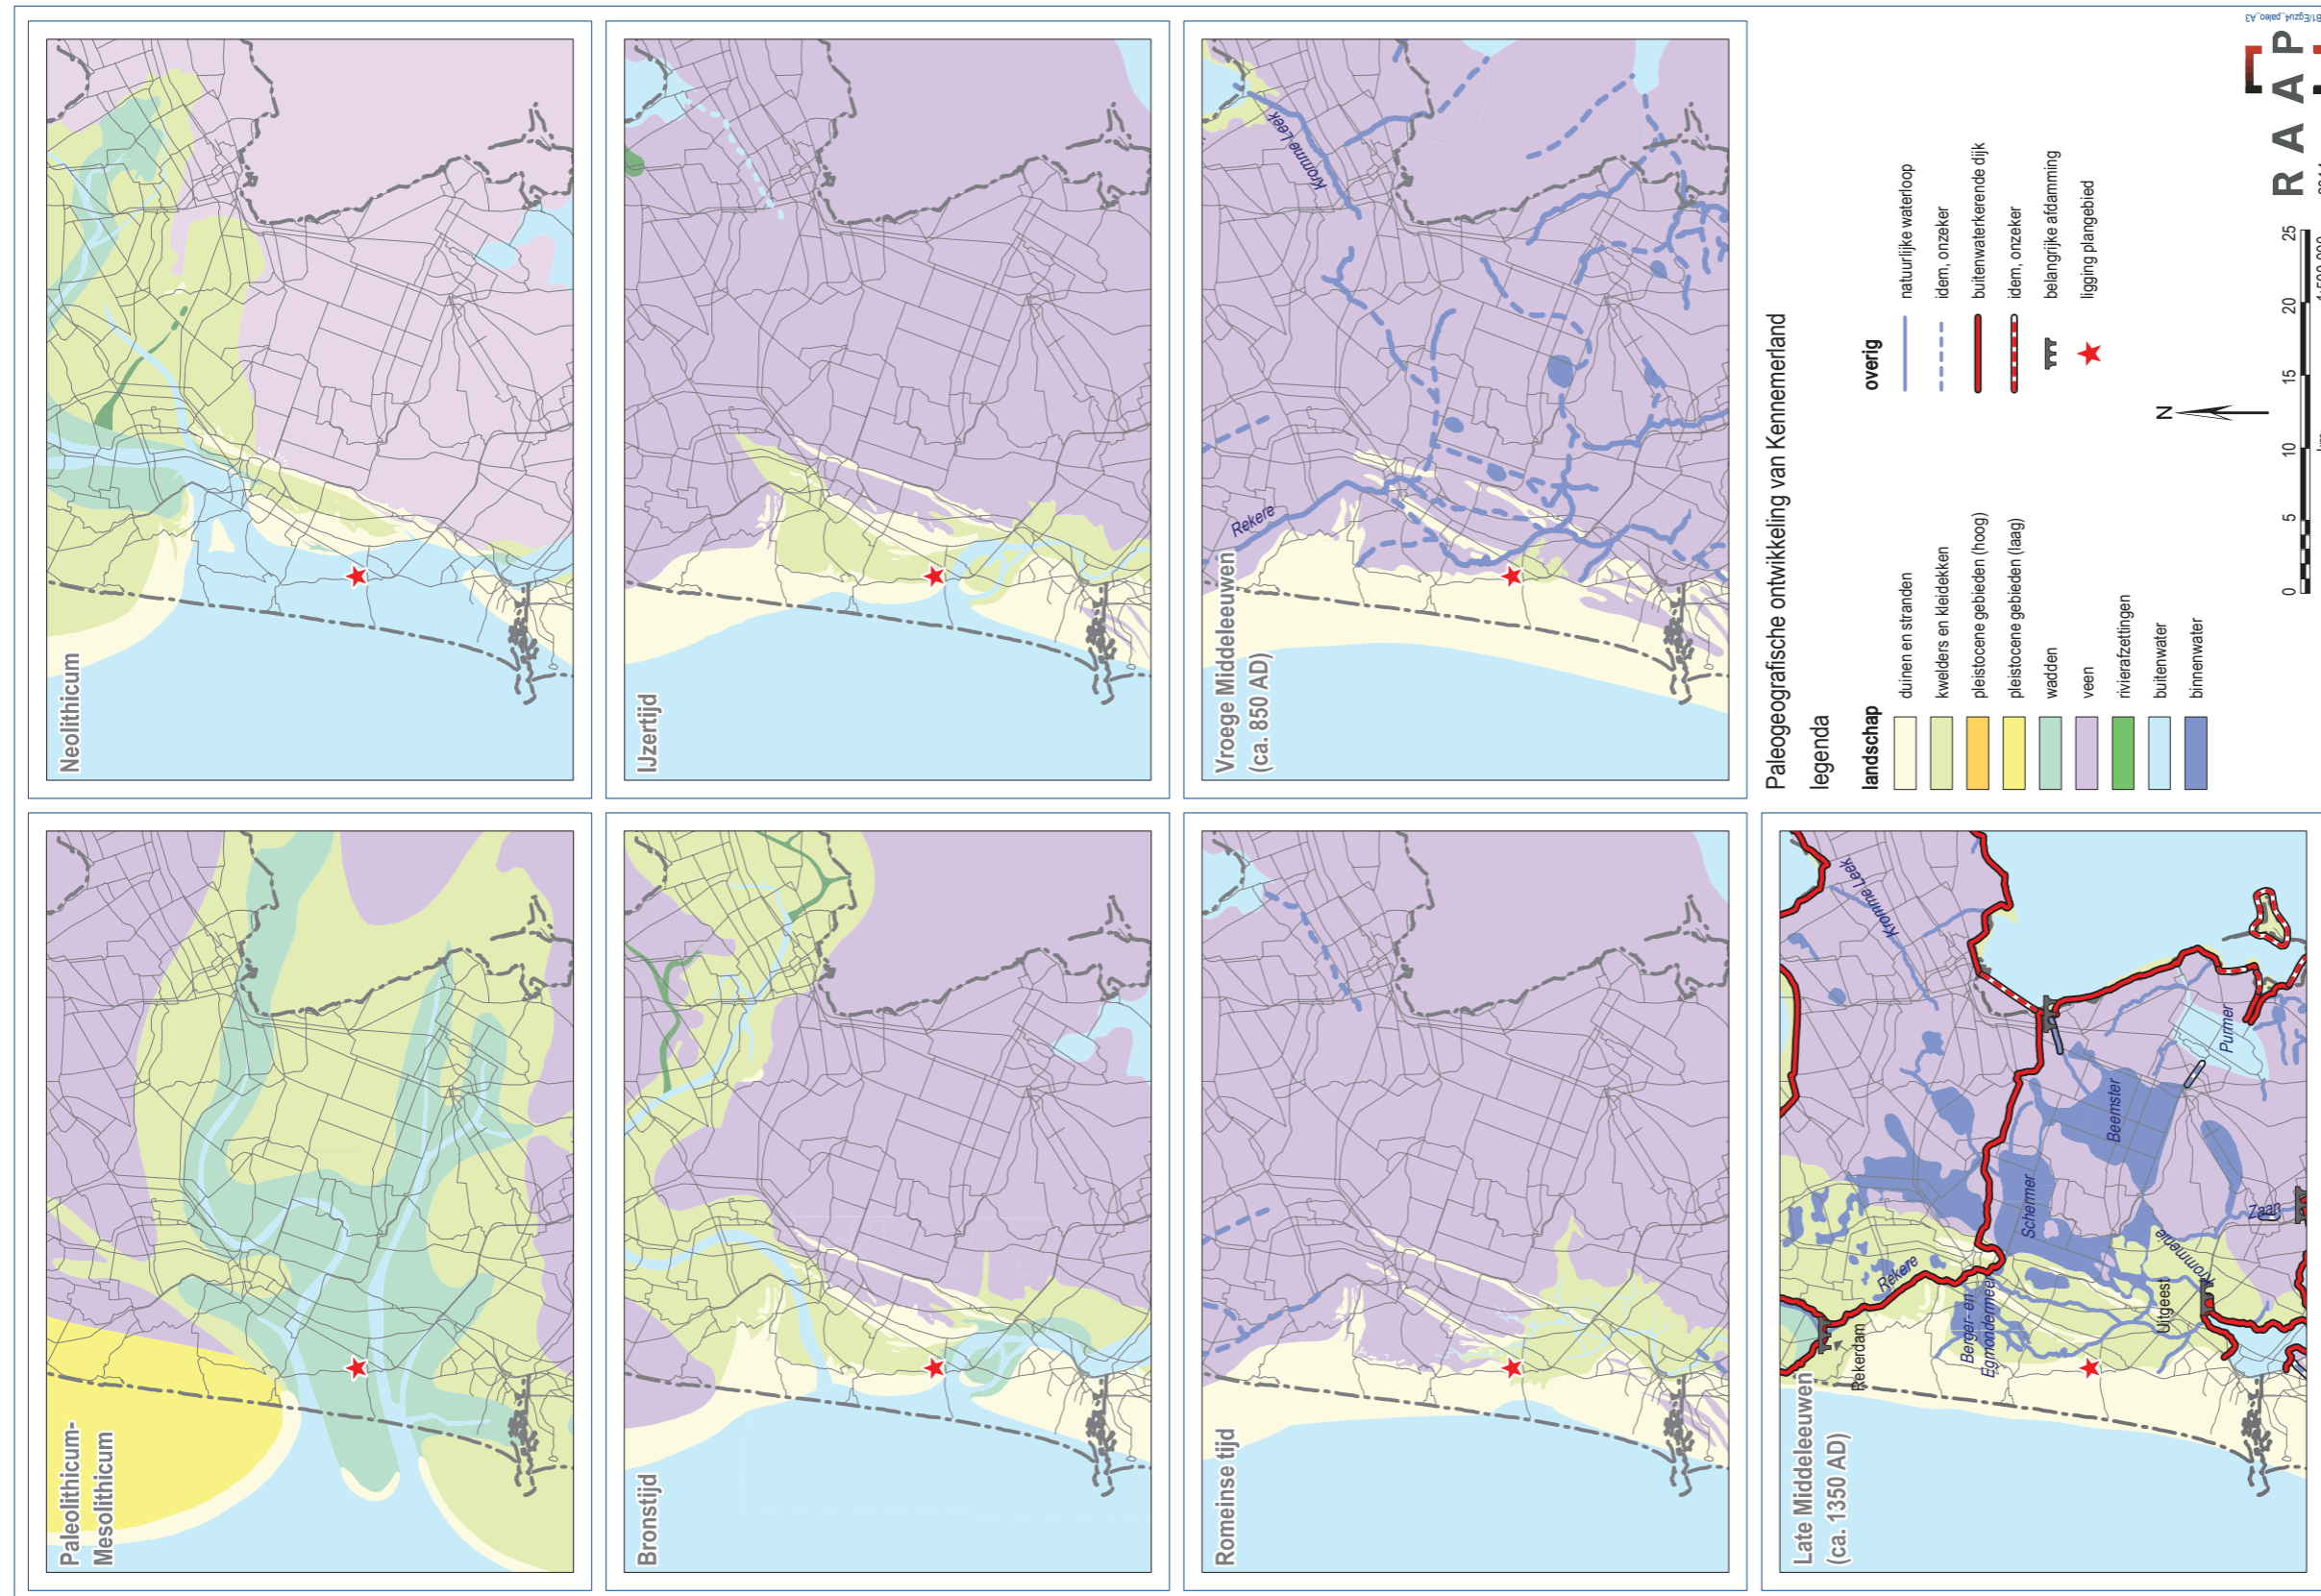 Paleolithicum-
Mesolithicum
Neolithicum
Bronstijd
IJzertijd
Romeinse tijd
Vroege Middeleeuwen
(ca. 850 AD)
Rekere
Kromme Leek
Late Middeleeuwen
(ca. 1350 AD)
Rekerdam
Rekere
Berger- en
Egmondermeer
Schermer
Beemster
Purmer
Kromme Leek
Uitgeest
Krommenie
Zaan
Paleogeografische ontwikkeling van Kennemerland
legenda
landschap
duinen en stranden
kwelders en kleidekken
pleistocene gebieden (hoog)
pleistocene gebieden (laag)
wadden
veen
rivierafzettingen
buitenwater
binnenwater
overig
natuurlijke waterloop
idem, onzeker
buitenwaterkerende dijk
idem, onzeker
belangrijke afdamming
ligging plangebied
N
0 5 10 15 20 25
RAAP